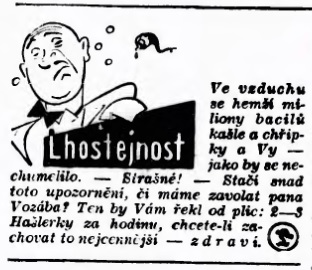 Lhostejnost
Ve vzduchu
se hemží mi-
liony bacilů
kašle a chřip-
ky a Vy —
jako by se ne-
chumelilo. — Strašné! — Stačí snad
toto upozornění, či máme zavolat pana
Vozába? Ten by Vám řekl od plic: 2—3
Hašlerky za hodinu, chcete-li za-
chovat to nejcennější — zdraví.